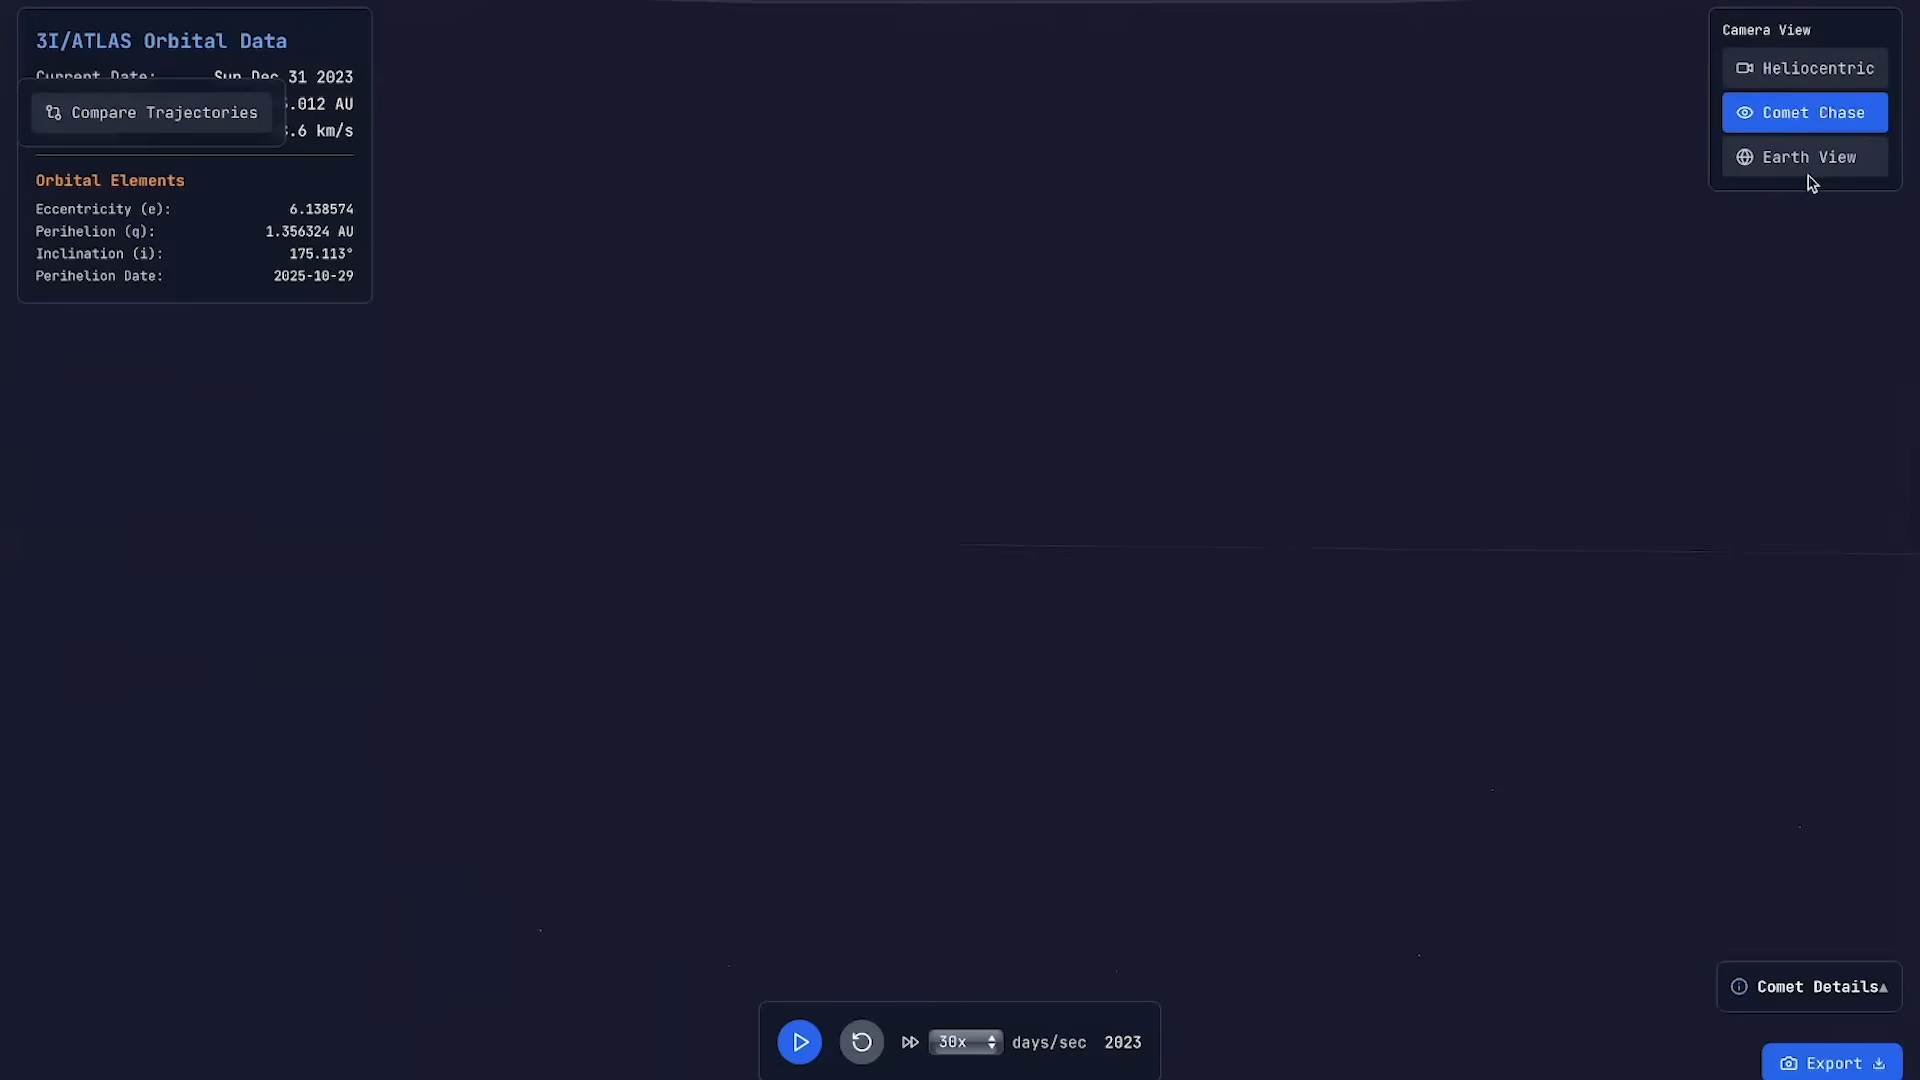 3I/ATLAS Orbital Data
Current Date: Sun Dec 31 2023
Compare Trajectories
.012 AU
.6 km/s
Orbital Elements
Eccentricity (e): 6.138574
Perihelion (q): 1.356324 AU
Inclination (i): 175.113°
Perihelion Date: 2025-10-29
Camera View
Heliocentric
Comet Chase
Earth View
Comet Details▲
30x days/sec 2023
Export